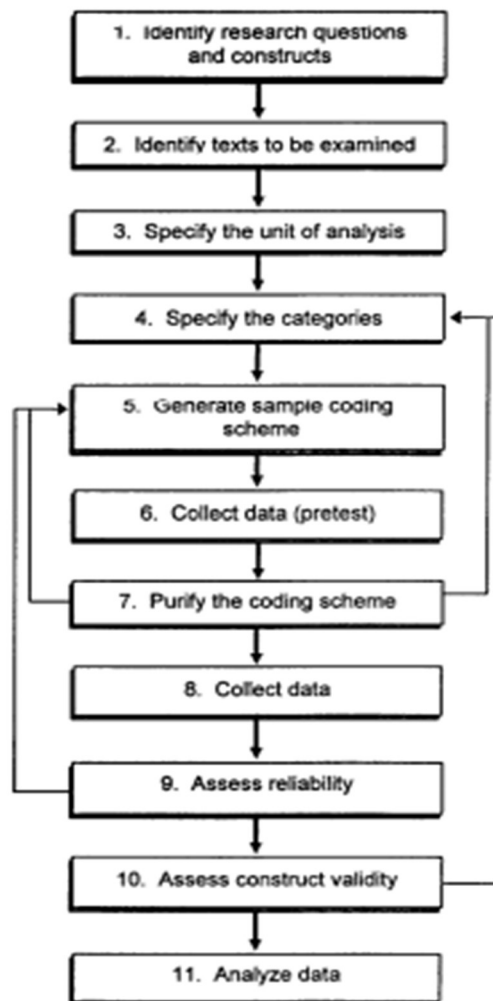 1. Identify research questions
and constructs
2. Identify texts to be examined
3. Specify the unit of analysis
4. Specify the categories
5. Generate sample coding
scheme
6. Collect data (pretest)
7. Purify the coding scheme
8. Collect data
9. Assess reliability
10. Assess construct validity
11. Analyze data